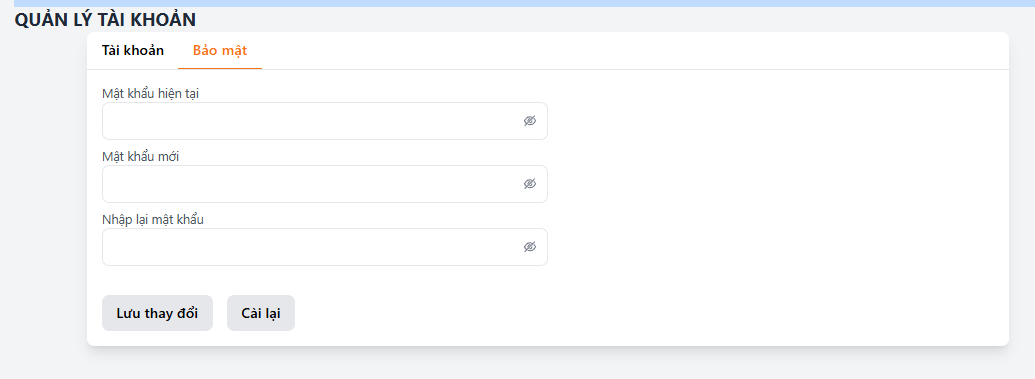 QUẢN LÝ TÀI KHOẢN
Tài khoản Bảo mật
Mật khẩu hiện tại
Mật khẩu mới
Nhập lại mật khẩu
Lưu thay đổi Cài lại